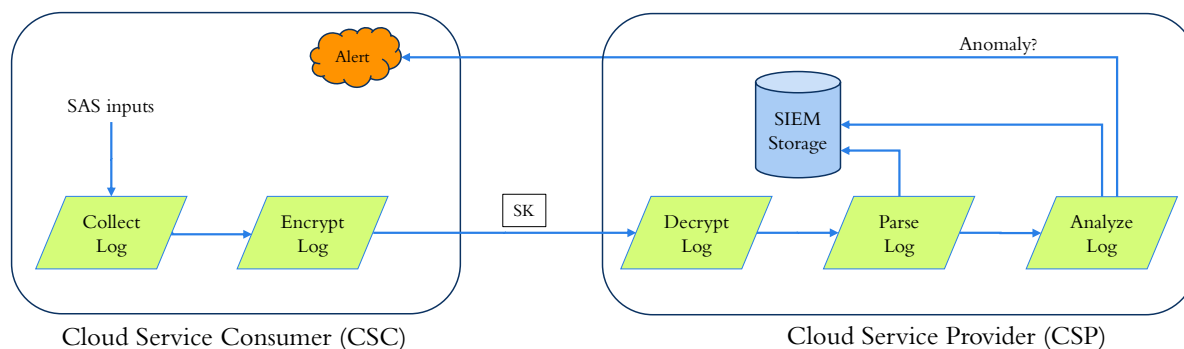 Alert
Anomaly?
SAS inputs
SIEM
Storage
Collect
Log
Encrypt
Log
SK
Decrypt
Log
Parse
Log
Analyze
Log
Cloud Service Consumer (CSC)
Cloud Service Provider (CSP)